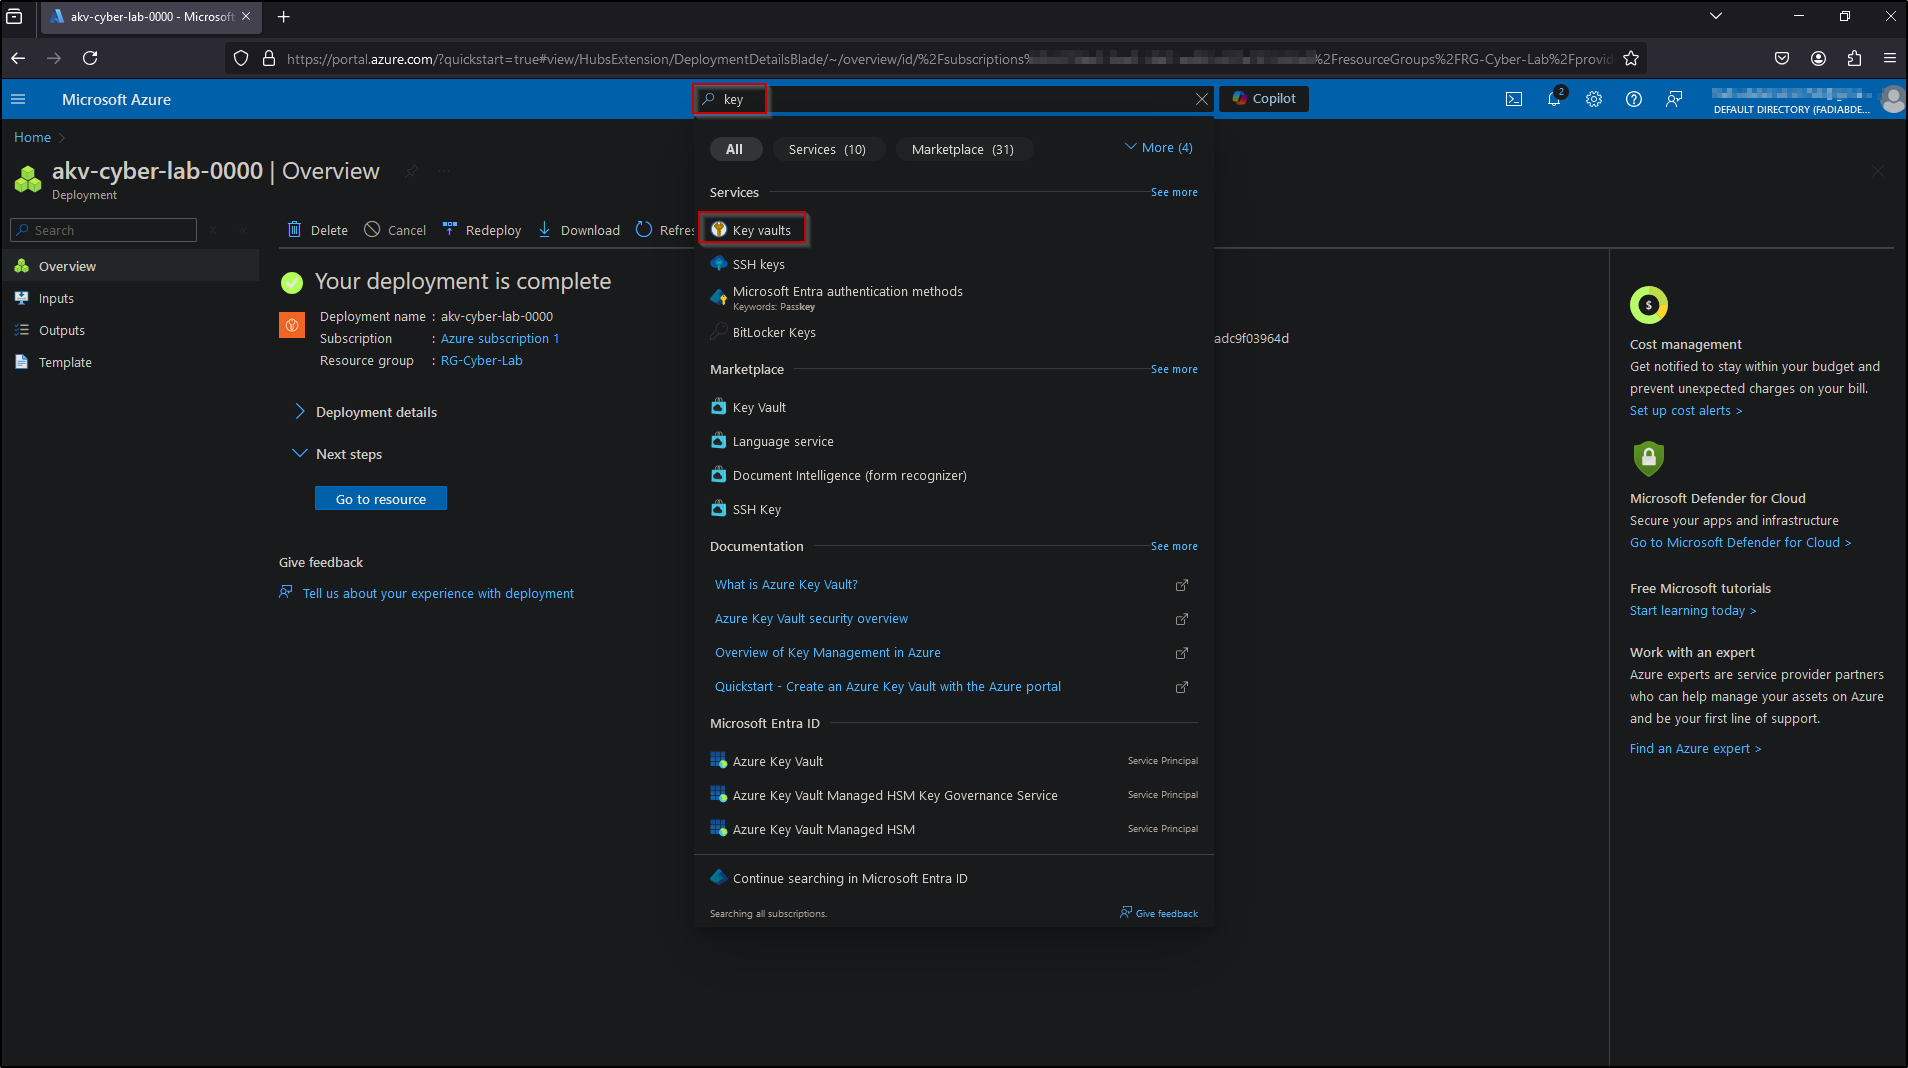 akv-cyber-lab-0000 - Microsoft
https://portal.azure.com/?quickstart=true#view/HubsExtension/DeploymentDetailsBlade/~/overview/id/%2Fsubscriptions% %2FresourceGroups%2FRG-Cyber-Lab%2Fprovid
Microsoft Azure
key
Copilot
2
DEFAULT DIRECTORY (FADIABDE...
Home
akv-cyber-lab-0000 | Overview
Deployment
Search
Overview
Inputs
Outputs
Template
Delete
Cancel
Redeploy
Download
Refres
Your deployment is complete
Deployment name : akv-cyber-lab-0000
Subscription : Azure subscription 1
Resource group : RG-Cyber-Lab
adc9f03964d
Deployment details
Next steps
Go to resource
Give feedback
Tell us about your experience with deployment
All
Services (10)
Marketplace (31)
More (4)
Services
See more
Key vaults
SSH keys
Microsoft Entra authentication methods
Keywords: Passkey
BitLocker Keys
Marketplace
See more
Key Vault
Language service
Document Intelligence (form recognizer)
SSH Key
Documentation
See more
What is Azure Key Vault?
Azure Key Vault security overview
Overview of Key Management in Azure
Quickstart - Create an Azure Key Vault with the Azure portal
Microsoft Entra ID
Azure Key Vault
Service Principal
Azure Key Vault Managed HSM Key Governance Service
Service Principal
Azure Key Vault Managed HSM
Service Principal
Continue searching in Microsoft Entra ID
Searching all subscriptions.
Give feedback
$
Cost management
Get notified to stay within your budget and
prevent unexpected charges on your bill.
Set up cost alerts >
Microsoft Defender for Cloud
Secure your apps and infrastructure
Go to Microsoft Defender for Cloud >
Free Microsoft tutorials
Start learning today >
Work with an expert
Azure experts are service provider partners
who can help manage your assets on Azure
and be your first line of support.
Find an Azure expert >